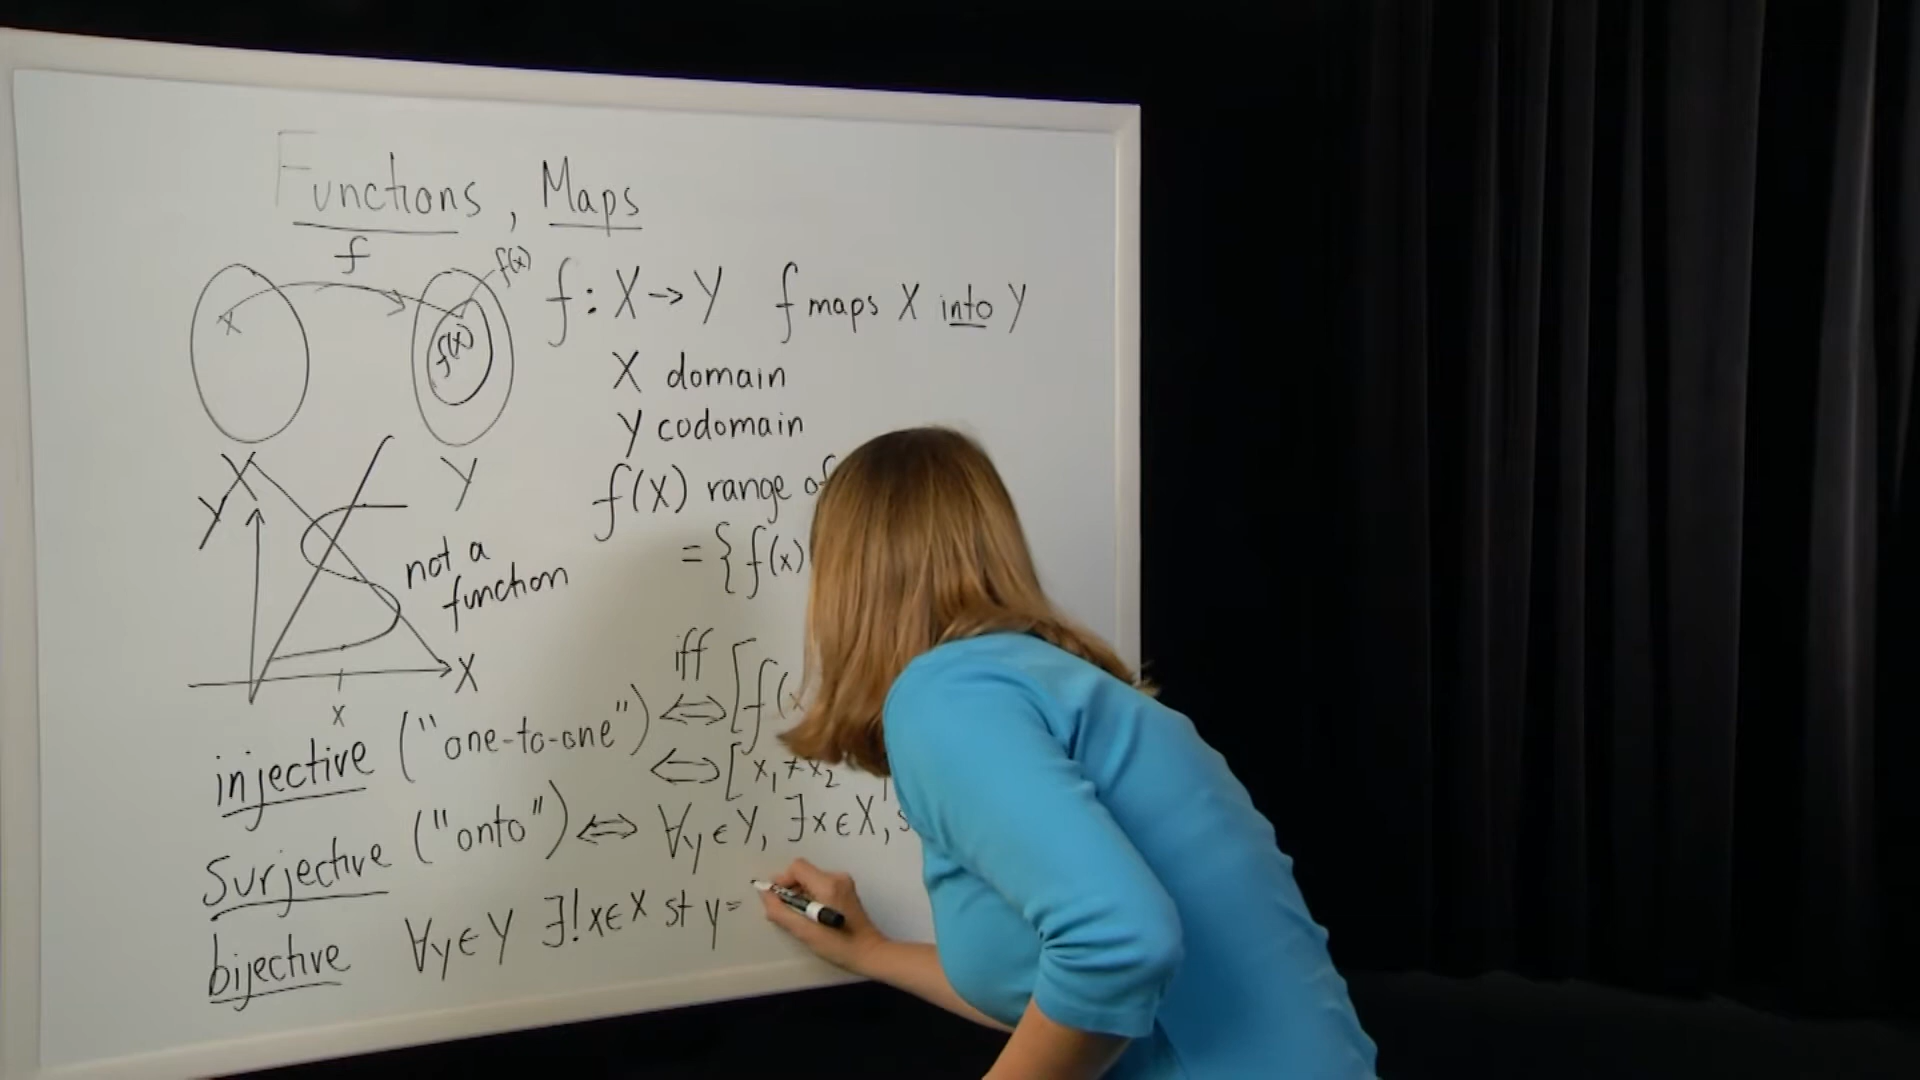 Functions, Maps
f
f(x)
x
f(x)
X
Y
f: X→Y f maps X into Y
X domain
Y codomain
f(X) range of
= {f(x)
Y
not a
function
X
x
iff
injective ("one-to-one") ⇔ [f(x
⇔ [x₁≠x₂
Surjective ("onto") ⇔ ∀y∈Y, ∃x∈X, s
bijective ∀y∈Y ∃!x∈X st y=